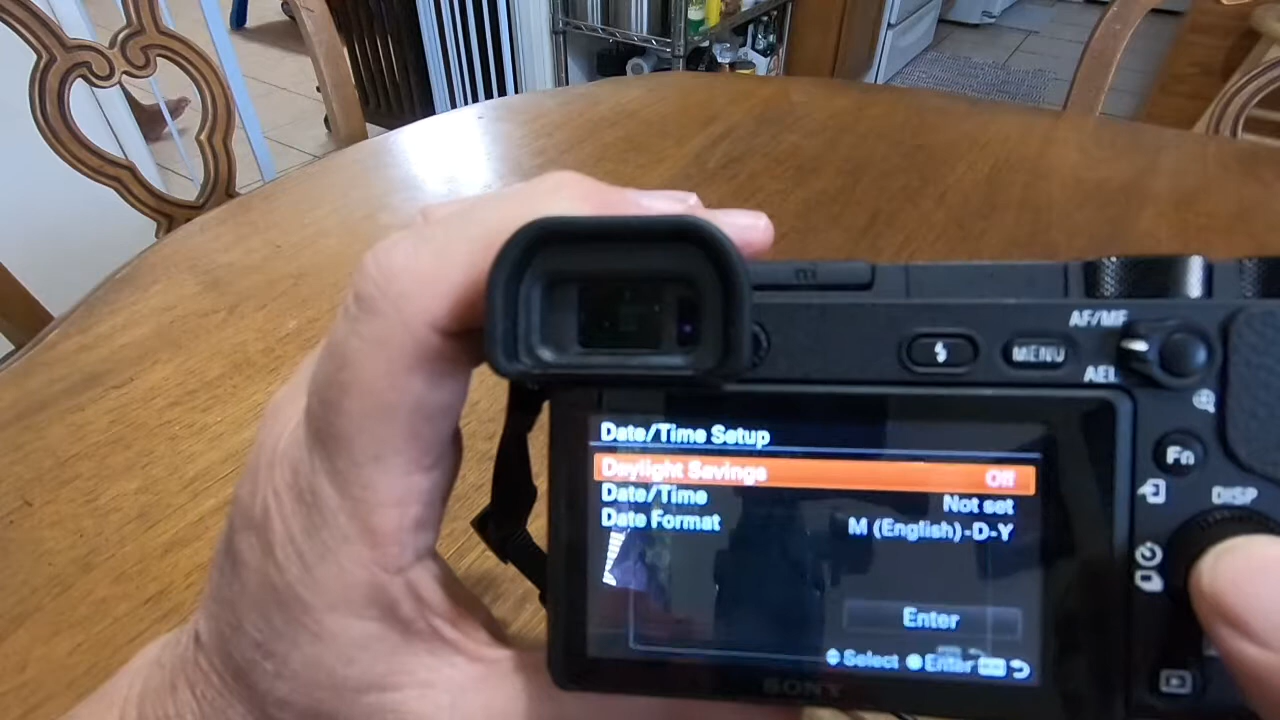 AF/MF
MENU
AEL
Fn
DISP
Date/Time Setup
Daylight Savings Off
Date/Time Not set
Date Format M (English)-D-Y
Enter
Select Enter
SONY